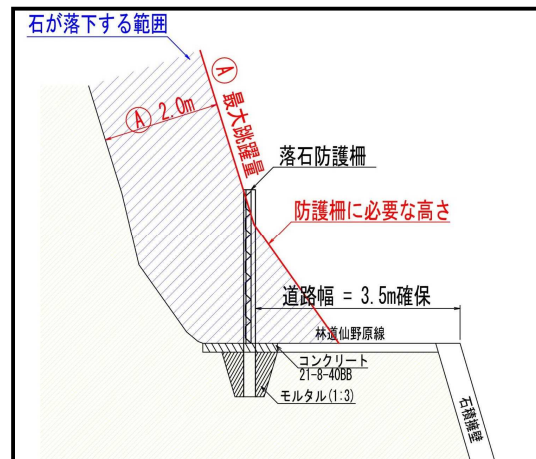 石が落下する範囲
Ⓐ 最大跳躍量
Ⓐ 2.0m
落石防護柵
防護柵に必要な高さ
道路幅 = 3.5m確保
林道仙野原線
コンクリート
21-8-40BB
モルタル(1:3)
石積擁壁